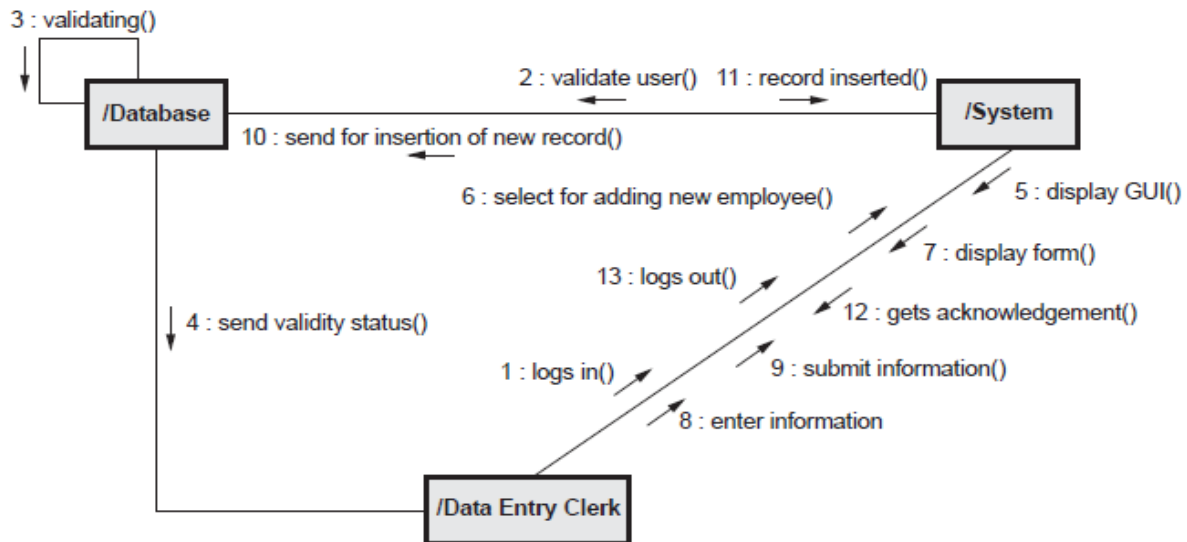 3 : validating()
2 : validate user()
11 : record inserted()
/Database
/System
10 : send for insertion of new record()
6 : select for adding new employee()
5 : display GUI()
7 : display form()
13 : logs out()
12 : gets acknowledgement()
4 : send validity status()
1 : logs in()
9 : submit information()
8 : enter information
/Data Entry Clerk